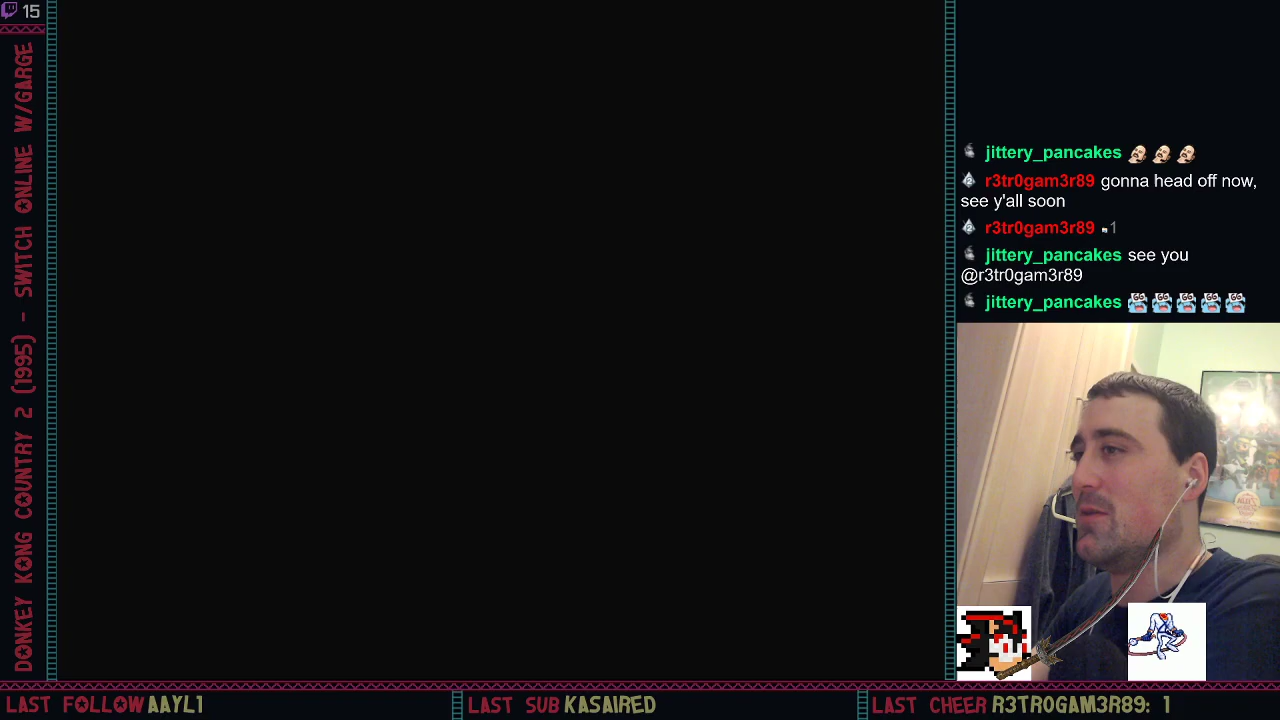 15
DONKEY KONG COUNTRY 2 (1995) - SWITCH ONLINE W/GARGE
jittery_pancakes
r3tr0gam3r89 gonna head off now,
see y'all soon
r3tr0gam3r89 1
jittery_pancakes see you
@r3tr0gam3r89
jittery_pancakes
LAST FOLLOW AAYL1
LAST SUB KASAIRED
LAST CHEER R3TR0GAM3R89: 1